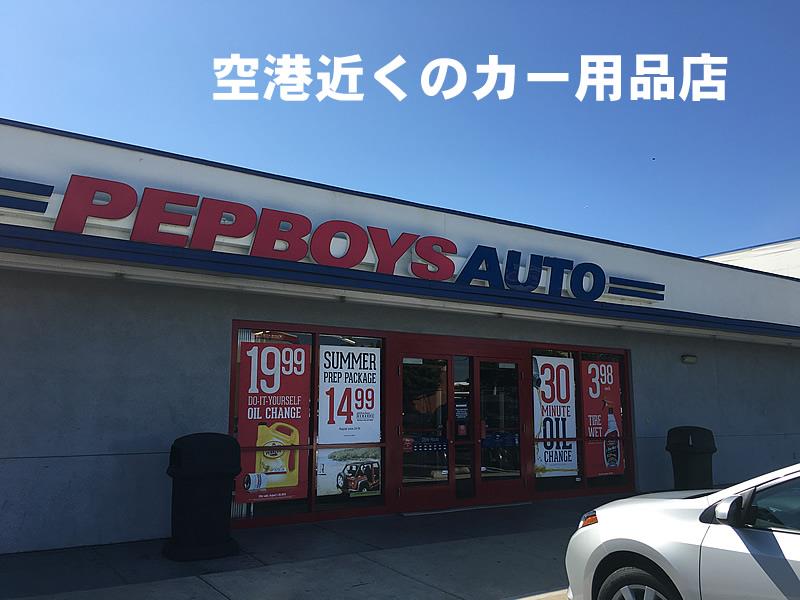 空港近くのカー用品店
PEPBOYS AUTO
19.99
DO-IT-YOURSELF
OIL CHANGE
SUMMER
PREP PACKAGE
14.99
30
MINUTE
OIL
CHANGE
3.98
TIRE
WET